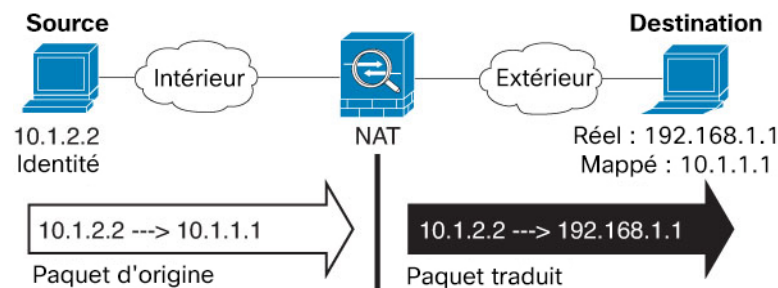 Source
Destination
Intérieur
Extérieur
10.1.2.2
Identité
NAT
Réel : 192.168.1.1
Mappé : 10.1.1.1
10.1.2.2 ---> 10.1.1.1
10.1.2.2 ---> 192.168.1.1
Paquet d'origine
Paquet traduit